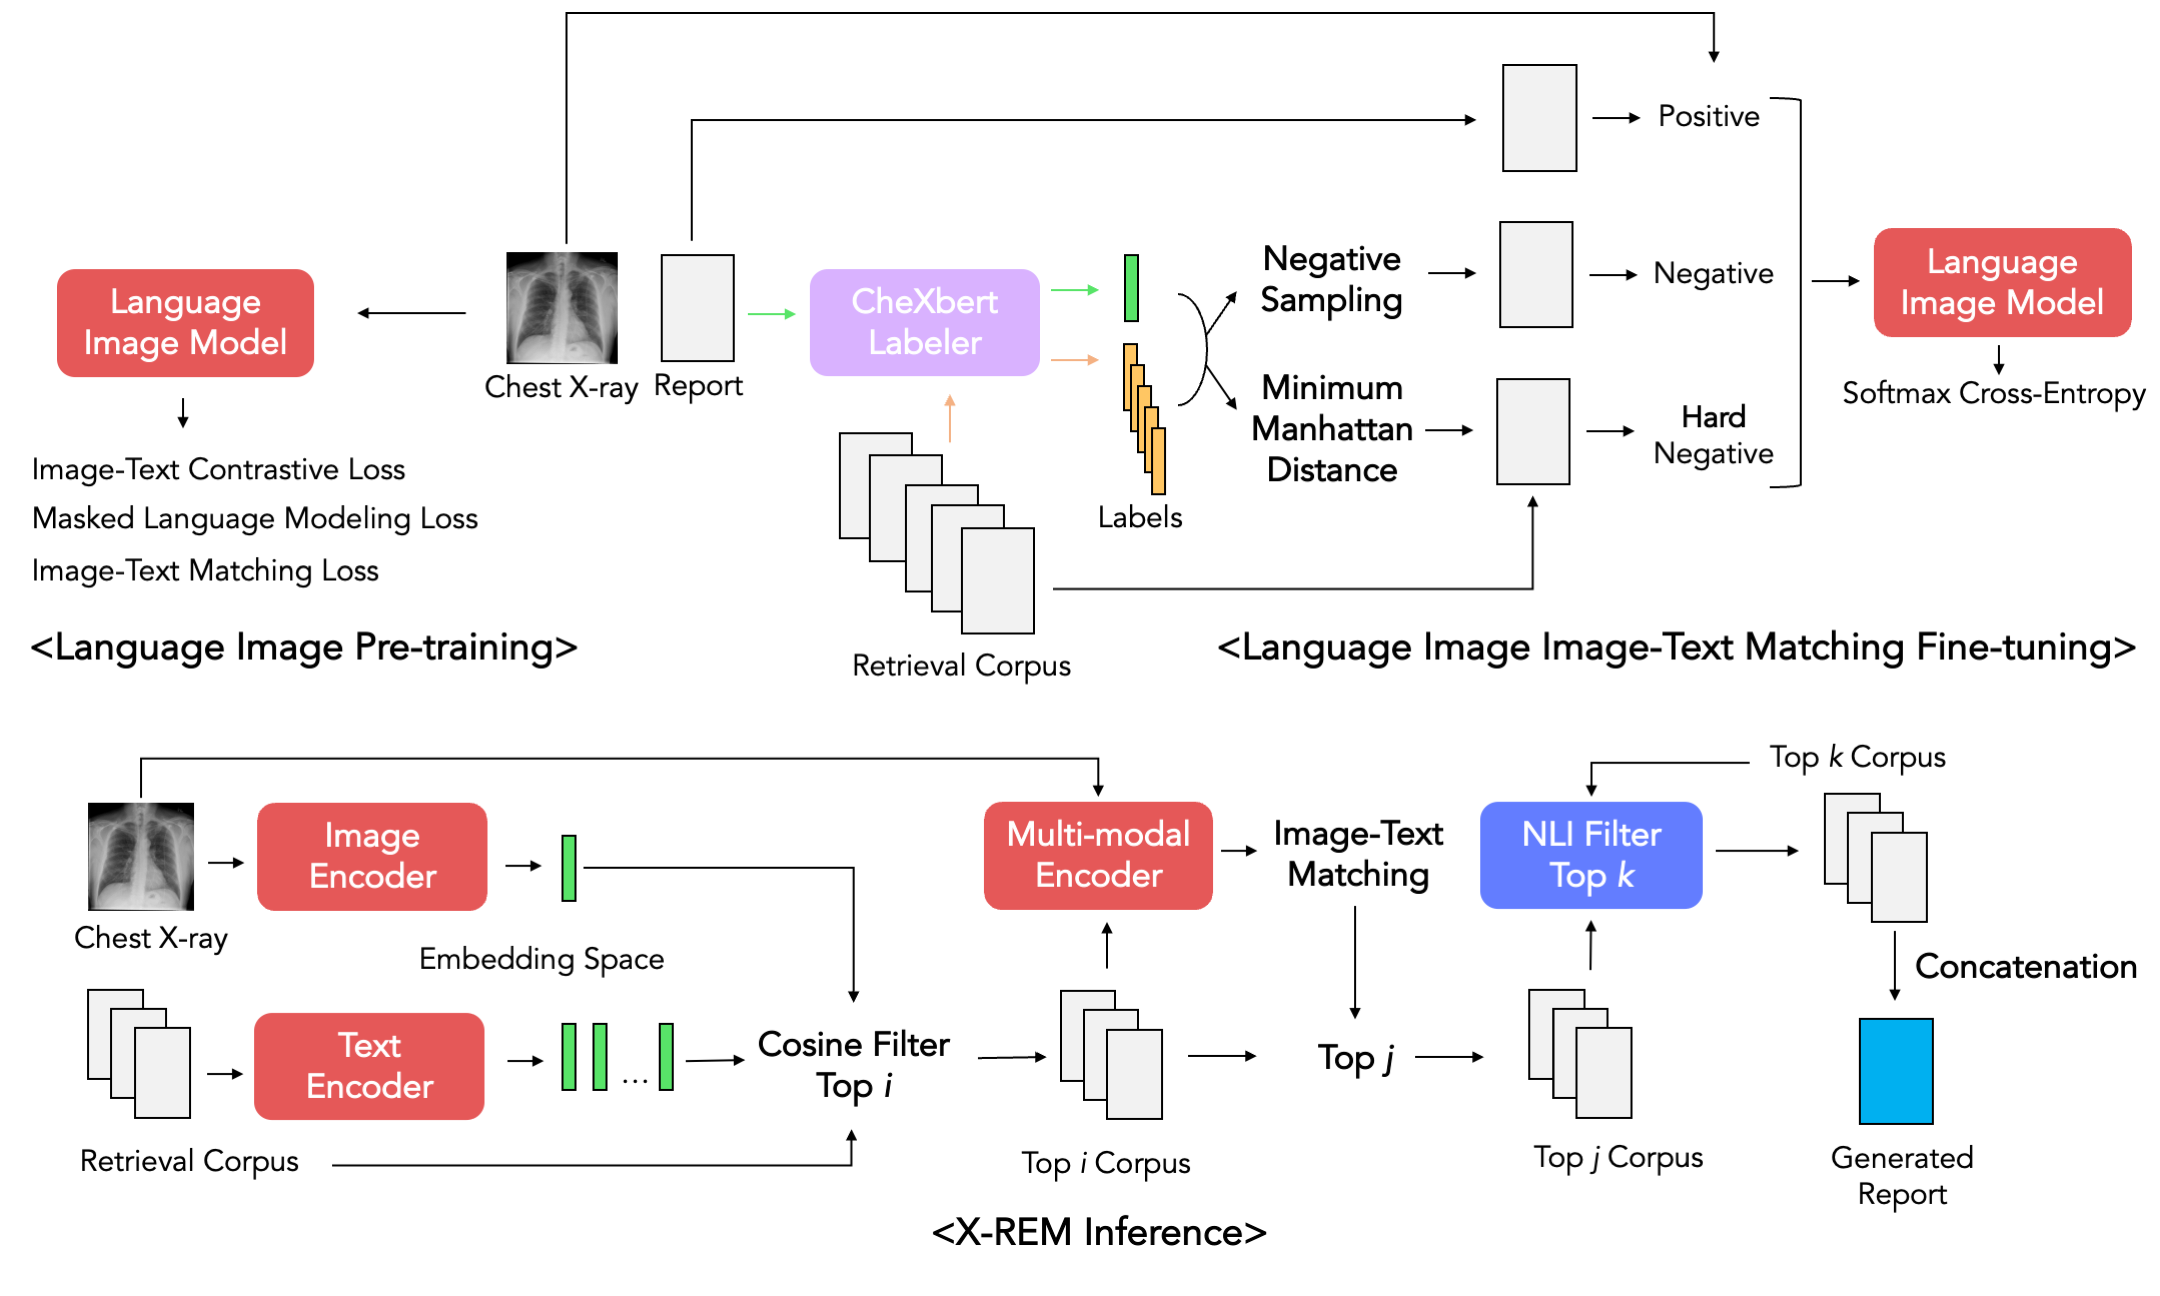 Language
Image Model
Image-Text Contrastive Loss
Masked Language Modeling Loss
Image-Text Matching Loss
<Language Image Pre-training>
Chest X-ray
Report
CheXbert
Labeler
Retrieval Corpus
Labels
Negative
Sampling
Minimum
Manhattan
Distance
Positive
Negative
Hard
Negative
Language
Image Model
Softmax Cross-Entropy
<Language Image Image-Text Matching Fine-tuning>
Chest X-ray
Image
Encoder
Embedding Space
Retrieval Corpus
Text
Encoder
...
Cosine Filter
Top i
Top i Corpus
Multi-modal
Encoder
Image-Text
Matching
Top j
Top j Corpus
NLI Filter
Top k
Top k Corpus
Concatenation
Generated
Report
<X-REM Inference>